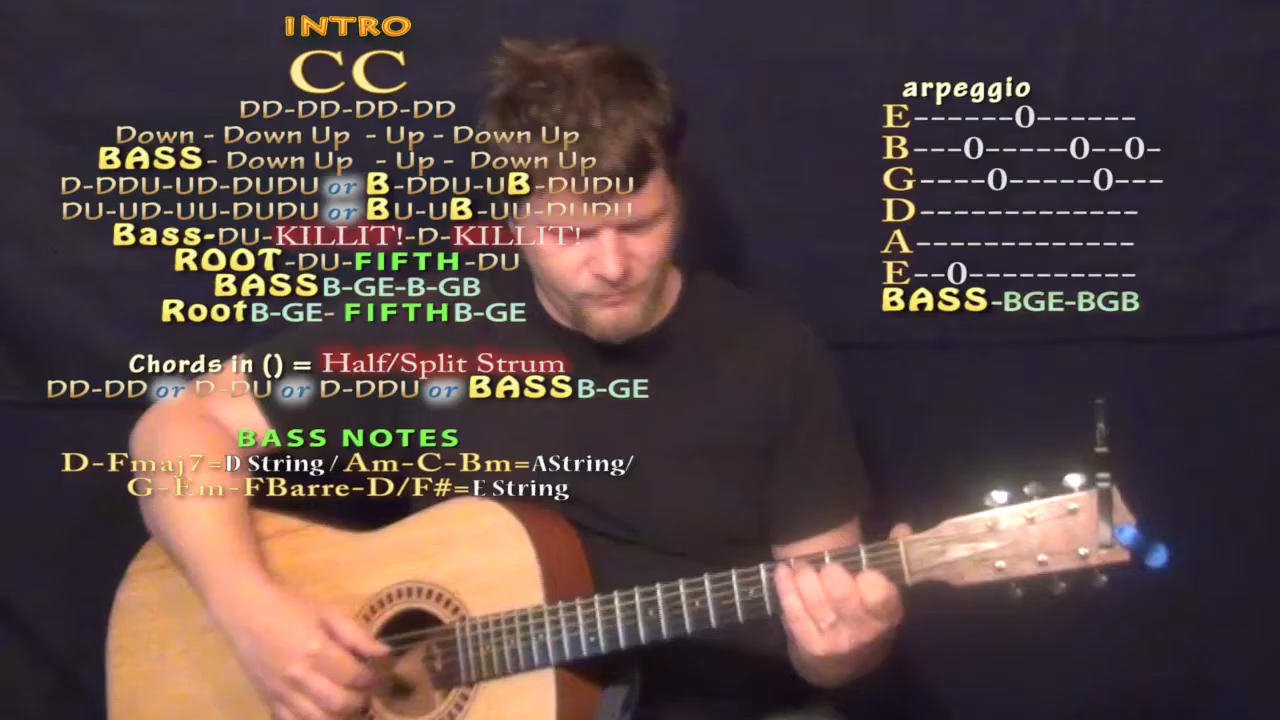 INTRO
CC
DD-DD-DD-DD
Down - Down Up - Up - Down Up
BASS - Down Up - Up - Down Up
D-DDU-UD-DUDU or B-DDU-UB-DUDU
DU-UD-UU-DUDU or BU-UB-UU-DUDU
Bass-DU-KILLIT!-D-KILLIT!
ROOT-DU-FIFTH-DU
BASSB-GE-B-GB
RootB-GE- FIFTHB-GE
Chords in () = Half/Split Strum
DD-DD or D-DU or D-DDU or BASSB-GE
BASS NOTES
D-Fmaj7=D String / Am-C-Bm=AString/
G-Em-FBarre-D/F#=E String
arpeggio
E------0------
B---0-----0--0-
G----0-----0---
D------------
A------------
E--0----------
BASS-BGE-BGB